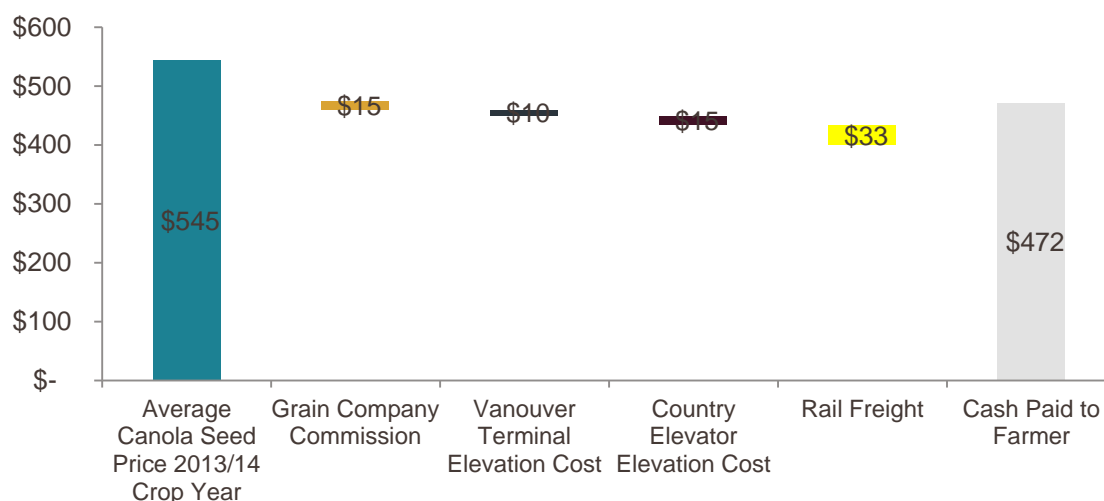 $600
$500
$400
$300
$200
$100
$-
$545
$15
$10
$15
$33
$472
Average
Canola Seed
Price 2013/14
Crop Year
Grain Company
Commission
Vanouver
Terminal
Elevation Cost
Country
Elevator
Elevation Cost
Rail Freight
Cash Paid to
Farmer